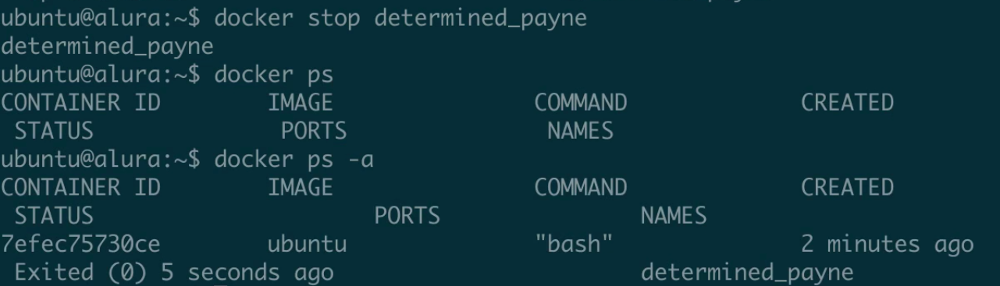 ubuntu@alura:~$ docker stop determined_payne
determined_payne
ubuntu@alura:~$ docker ps
CONTAINER ID        IMAGE               COMMAND             CREATED
 STATUS              PORTS               NAMES
ubuntu@alura:~$ docker ps -a
CONTAINER ID        IMAGE               COMMAND             CREATED
 STATUS                     PORTS               NAMES
7efec75730ce        ubuntu              "bash"              2 minutes ago
 Exited (0) 5 seconds ago                       determined_payne